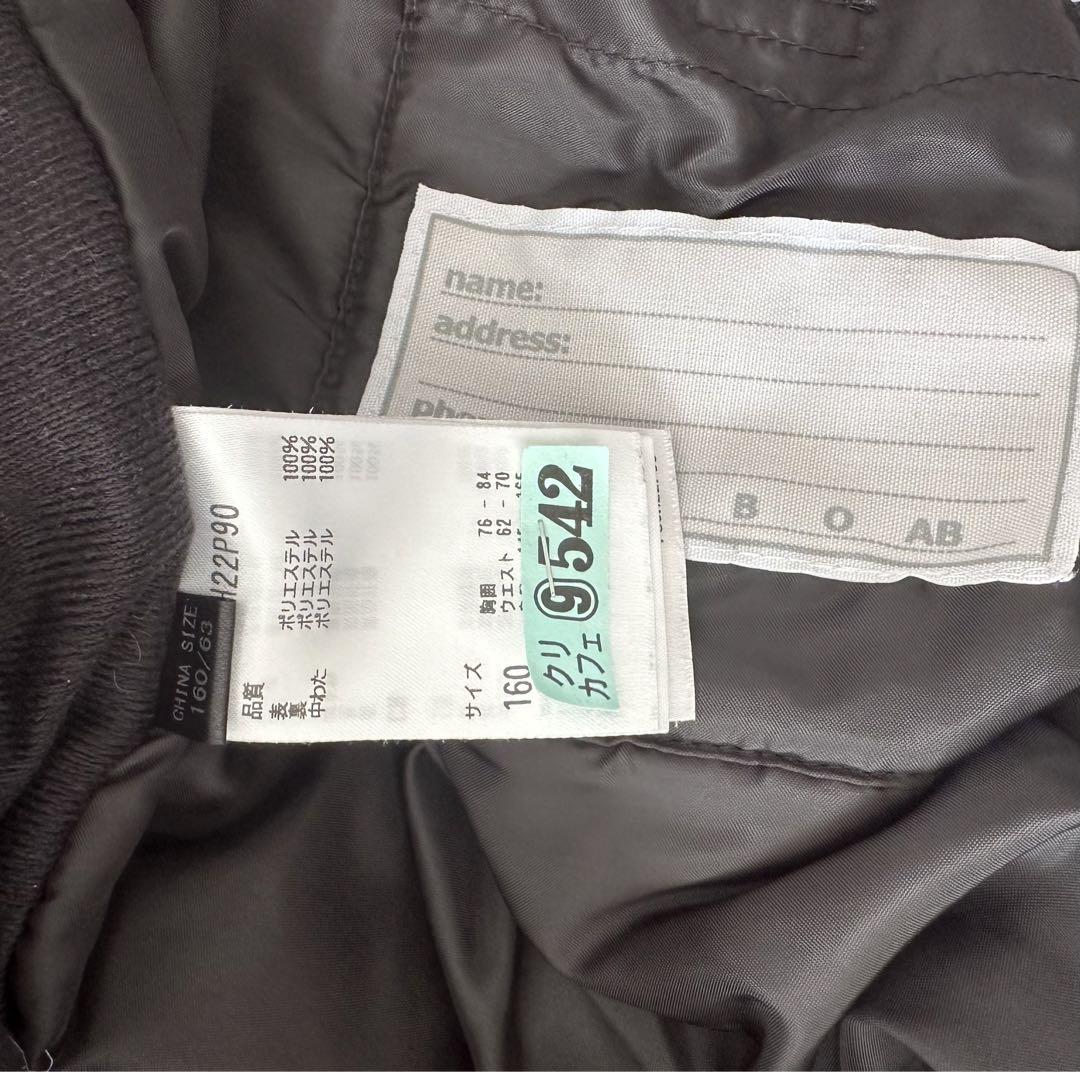 name:
address:
B O AB
H22P90
品質
表 ポリエステル 100%
裏 ポリエステル 100%
中わた ポリエステル 100%
サイズ
160
胸囲 76 - 84
ウエスト 62 - 70
クリ
カフェ
⑨542
CHINA SIZE
160/63